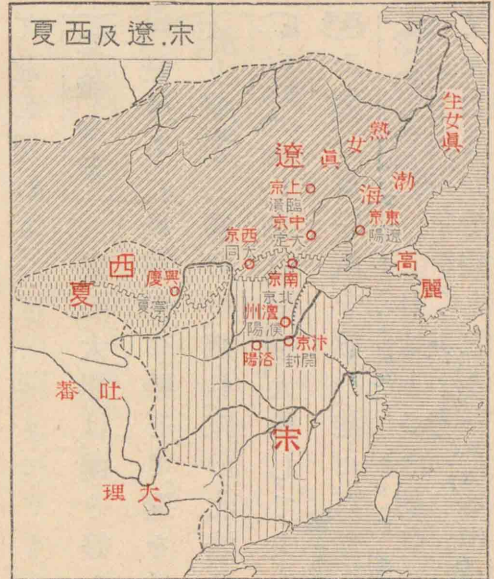 宋.遼及西夏
生女眞
熟女眞
遼
渤海
上京
臨潢
中京
大定
東京
遼陽
西京
大同
南京
北京
高麗
西夏
興慶
寧夏
澶州
濮陽
汴京
開封
洛陽
吐蕃
宋
大理